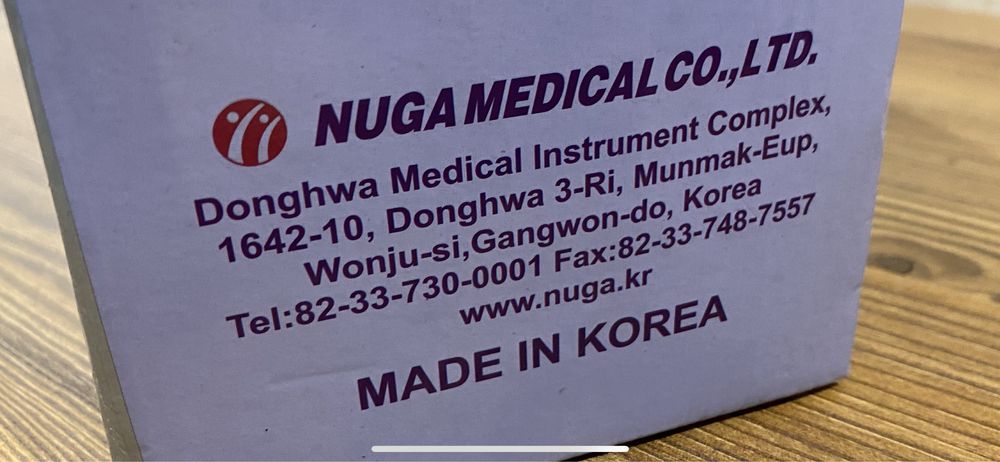 NUGA MEDICAL CO.,LTD.
Donghwa Medical Instrument Complex,
1642-10, Donghwa 3-Ri, Munmak-Eup,
Wonju-si,Gangwon-do, Korea
Tel:82-33-730-0001 Fax:82-33-748-7557
www.nuga.kr
MADE IN KOREA